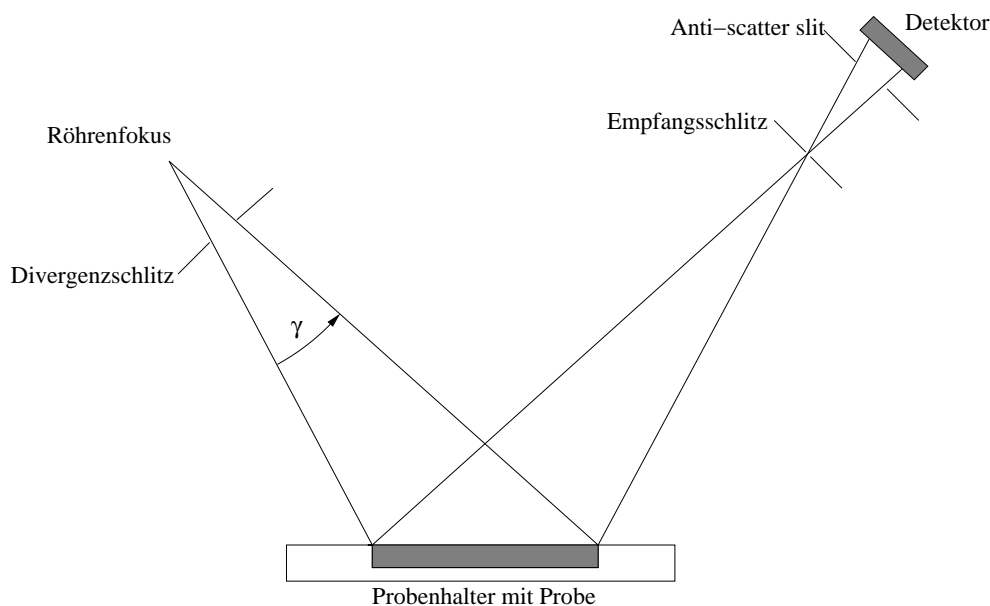 Anti−scatter slit
Detektor
Empfangsschlitz
Röhrenfokus
Divergenzschlitz
γ
Probenhalter mit Probe